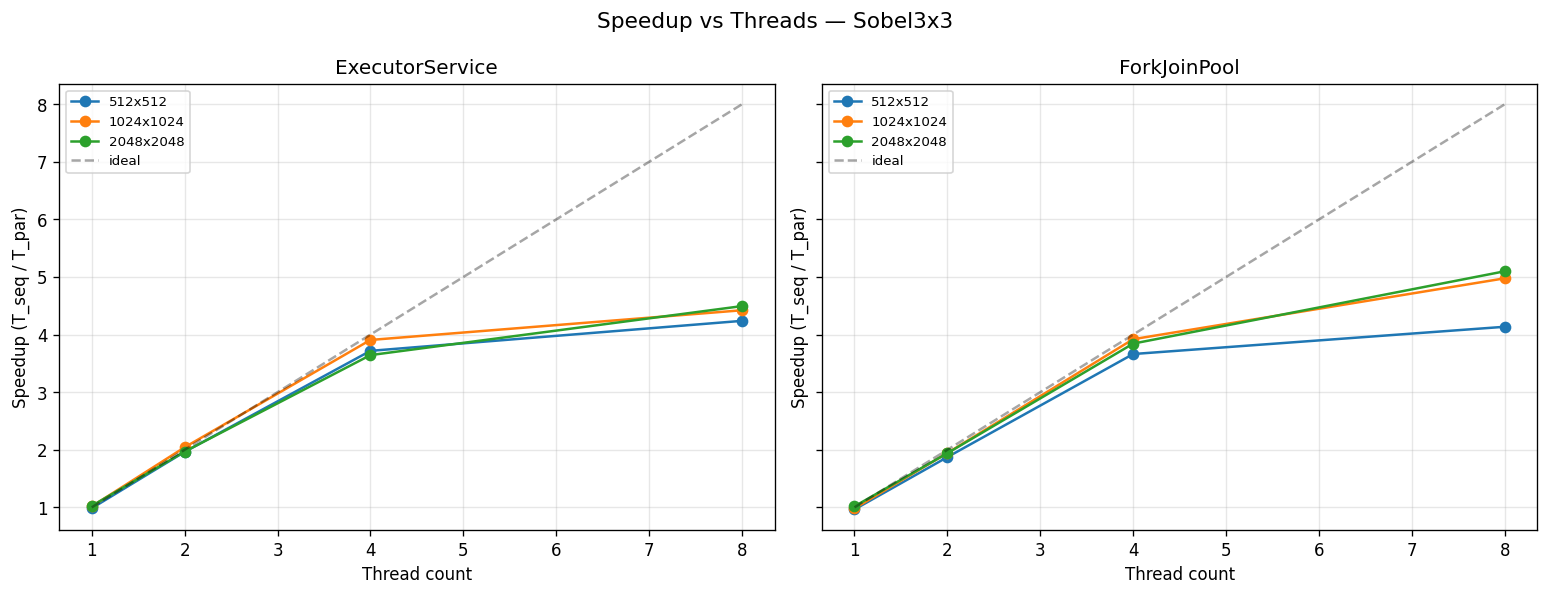 Speedup vs Threads — Sobel3x3
ExecutorService
512x512
1024x1024
2048x2048
ideal
8
7
6
5
4
3
2
1
Speedup (T_seq / T_par)
1 2 3 4 5 6 7 8
Thread count
ForkJoinPool
512x512
1024x1024
2048x2048
ideal
Speedup (T_seq / T_par)
1 2 3 4 5 6 7 8
Thread count